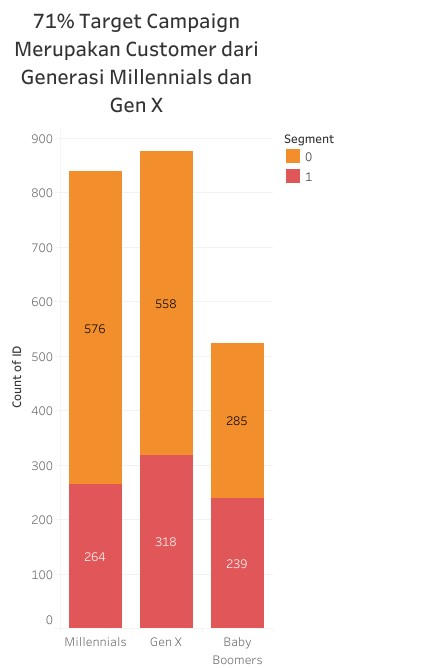 71% Target Campaign
Merupakan Customer dari
Generasi Millennials dan
Gen X
Segment
0
1
900
800
700
600
500
400
300
200
100
0
Count of ID
576
558
285
264
318
239
Millennials
Gen X
Baby
Boomers